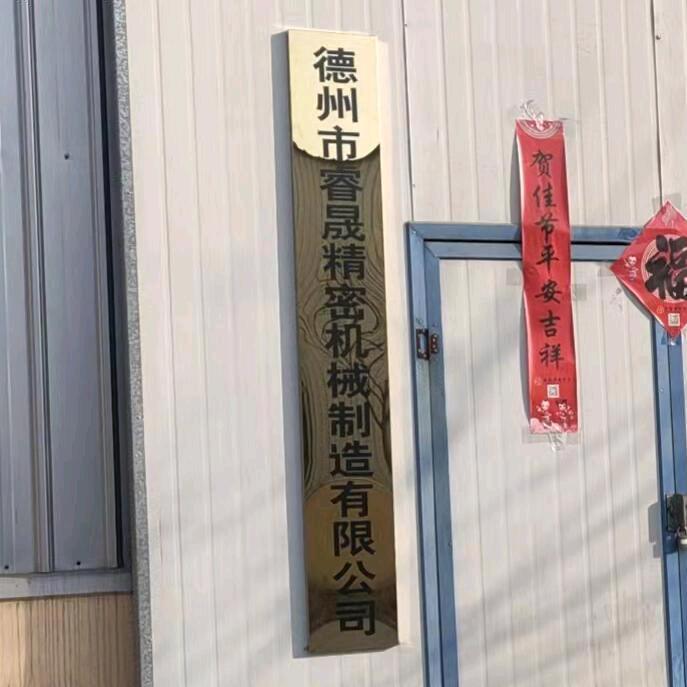 德州市睿晟精密机械制造有限公司
贺佳节平安吉祥
福